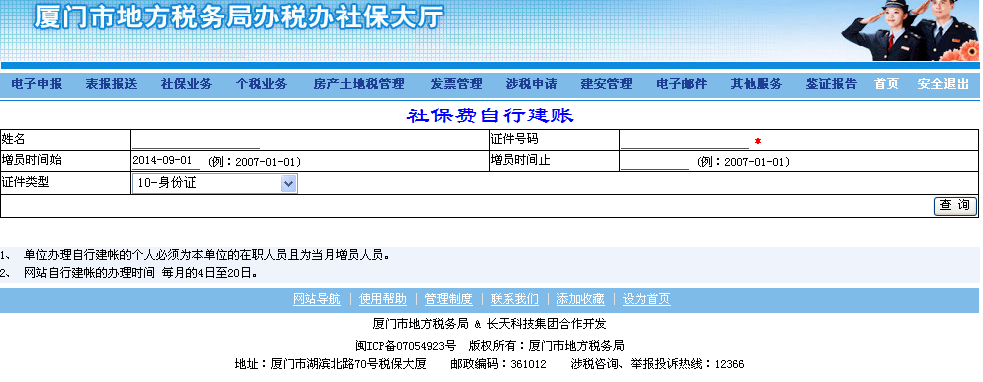 厦门市地方税务局办税办社保大厅
电子申报 表报报送 社保业务 个税业务 房产土地税管理 发票管理 涉税申请 建安管理 电子邮件 其他服务 鉴证报告 首页 安全退出
社保费自行建账
姓名 证件号码 *
增员时间始 2014-09-01 (例：2007-01-01) 增员时间止 (例：2007-01-01)
证件类型 10-身份证
查 询
1、 单位办理自行建帐的个人必须为本单位的在职人员且为当月增员人员。
2、 网站自行建帐的办理时间 每月的4日至20日。
网站导航 | 使用帮助 | 管理制度 | 联系我们 | 添加收藏 | 设为首页
厦门市地方税务局 & 长天科技集团合作开发
闽ICP备07054923号 版权所有：厦门市地方税务局
地址：厦门市湖滨北路70号税保大厦 邮政编码：361012 涉税咨询、举报投诉热线：12366